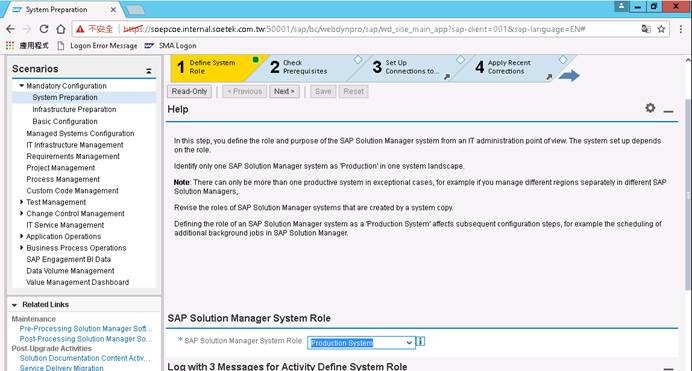 System Preparation
不安全 https://soepcoe.internal.soetek.com.tw:50001/sap/bc/webdynpro/sap/wd_sise_main_app?sap-client=001&sap-language=EN#
應用程式 Logon Error Message SMA Logon
Scenarios
Mandatory Configuration
System Preparation
Infrastructure Preparation
Basic Configuration
Managed Systems Configuration
IT Infrastructure Management
Requirements Management
Project Management
Process Management
Custom Code Management
Test Management
Change Control Management
IT Service Management
Application Operations
Business Process Operations
SAP Engagement BI Data
Data Volume Management
Value Management Dashboard
Related Links
Maintenance
Pre-Processing Solution Manager Soft...
Post-Processing Solution Manager So...
Post-Upgrade Activities
Solution Documentation Content Activ...
Service Delivery Migration
1 Define System Role
2 Check Prerequisites
3 Set Up Connections to...
4 Apply Recent Corrections
Read-Only < Previous Next > Save Reset
Help
In this step, you define the role and purpose of the SAP Solution Manager system from an IT administration point of view. The system set up depends
on the role.
Identify only one SAP Solution Manager system as 'Production' in one system landscape.
Note: There can only be more than one productive system in exceptional cases, for example if you manage different regions separately in different SAP
Solution Managers,.
Revise the roles of SAP Solution Manager systems that are created by a system copy.
Defining the role of an SAP Solution Manager system as a 'Production System' affects subsequent configuration steps, for example the scheduling of
additional background jobs in SAP Solution Manager.
SAP Solution Manager System Role
* SAP Solution Manager System Role: Production System
Log with 3 Messages for Activity Define System Role